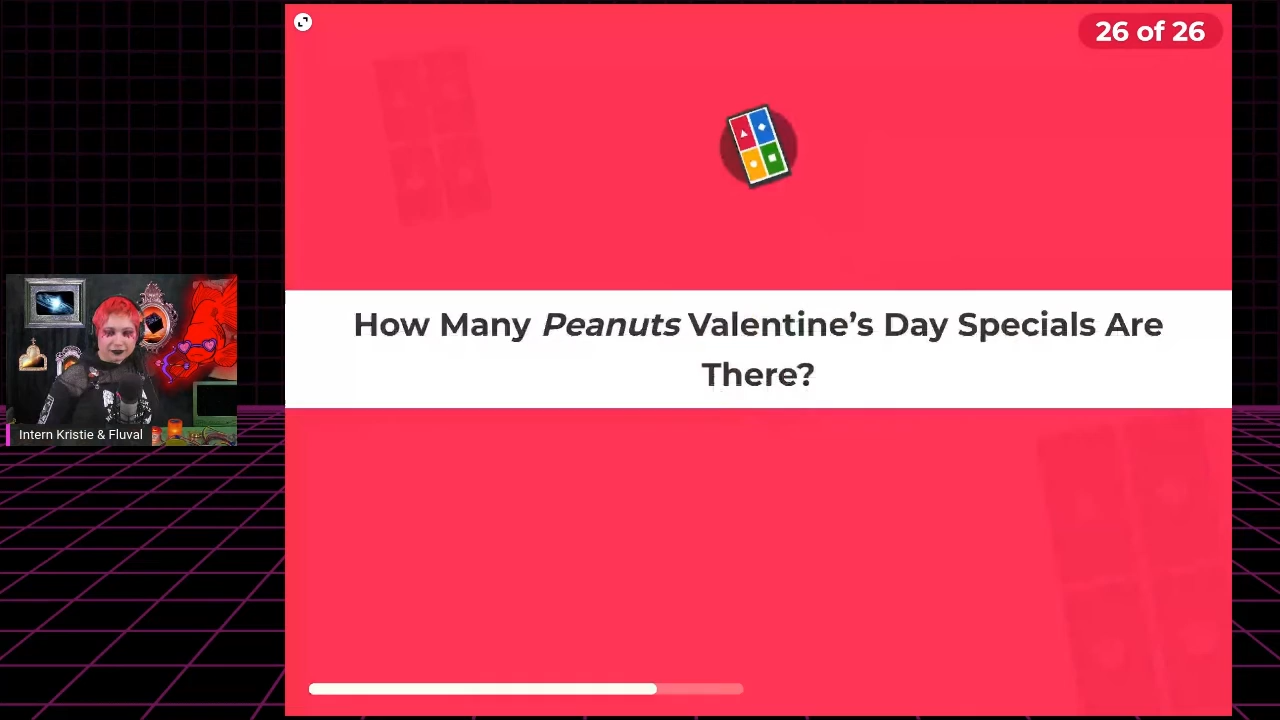 26 of 26
How Many Peanuts Valentine’s Day Specials Are
There?
Intern Kristie & Fluval